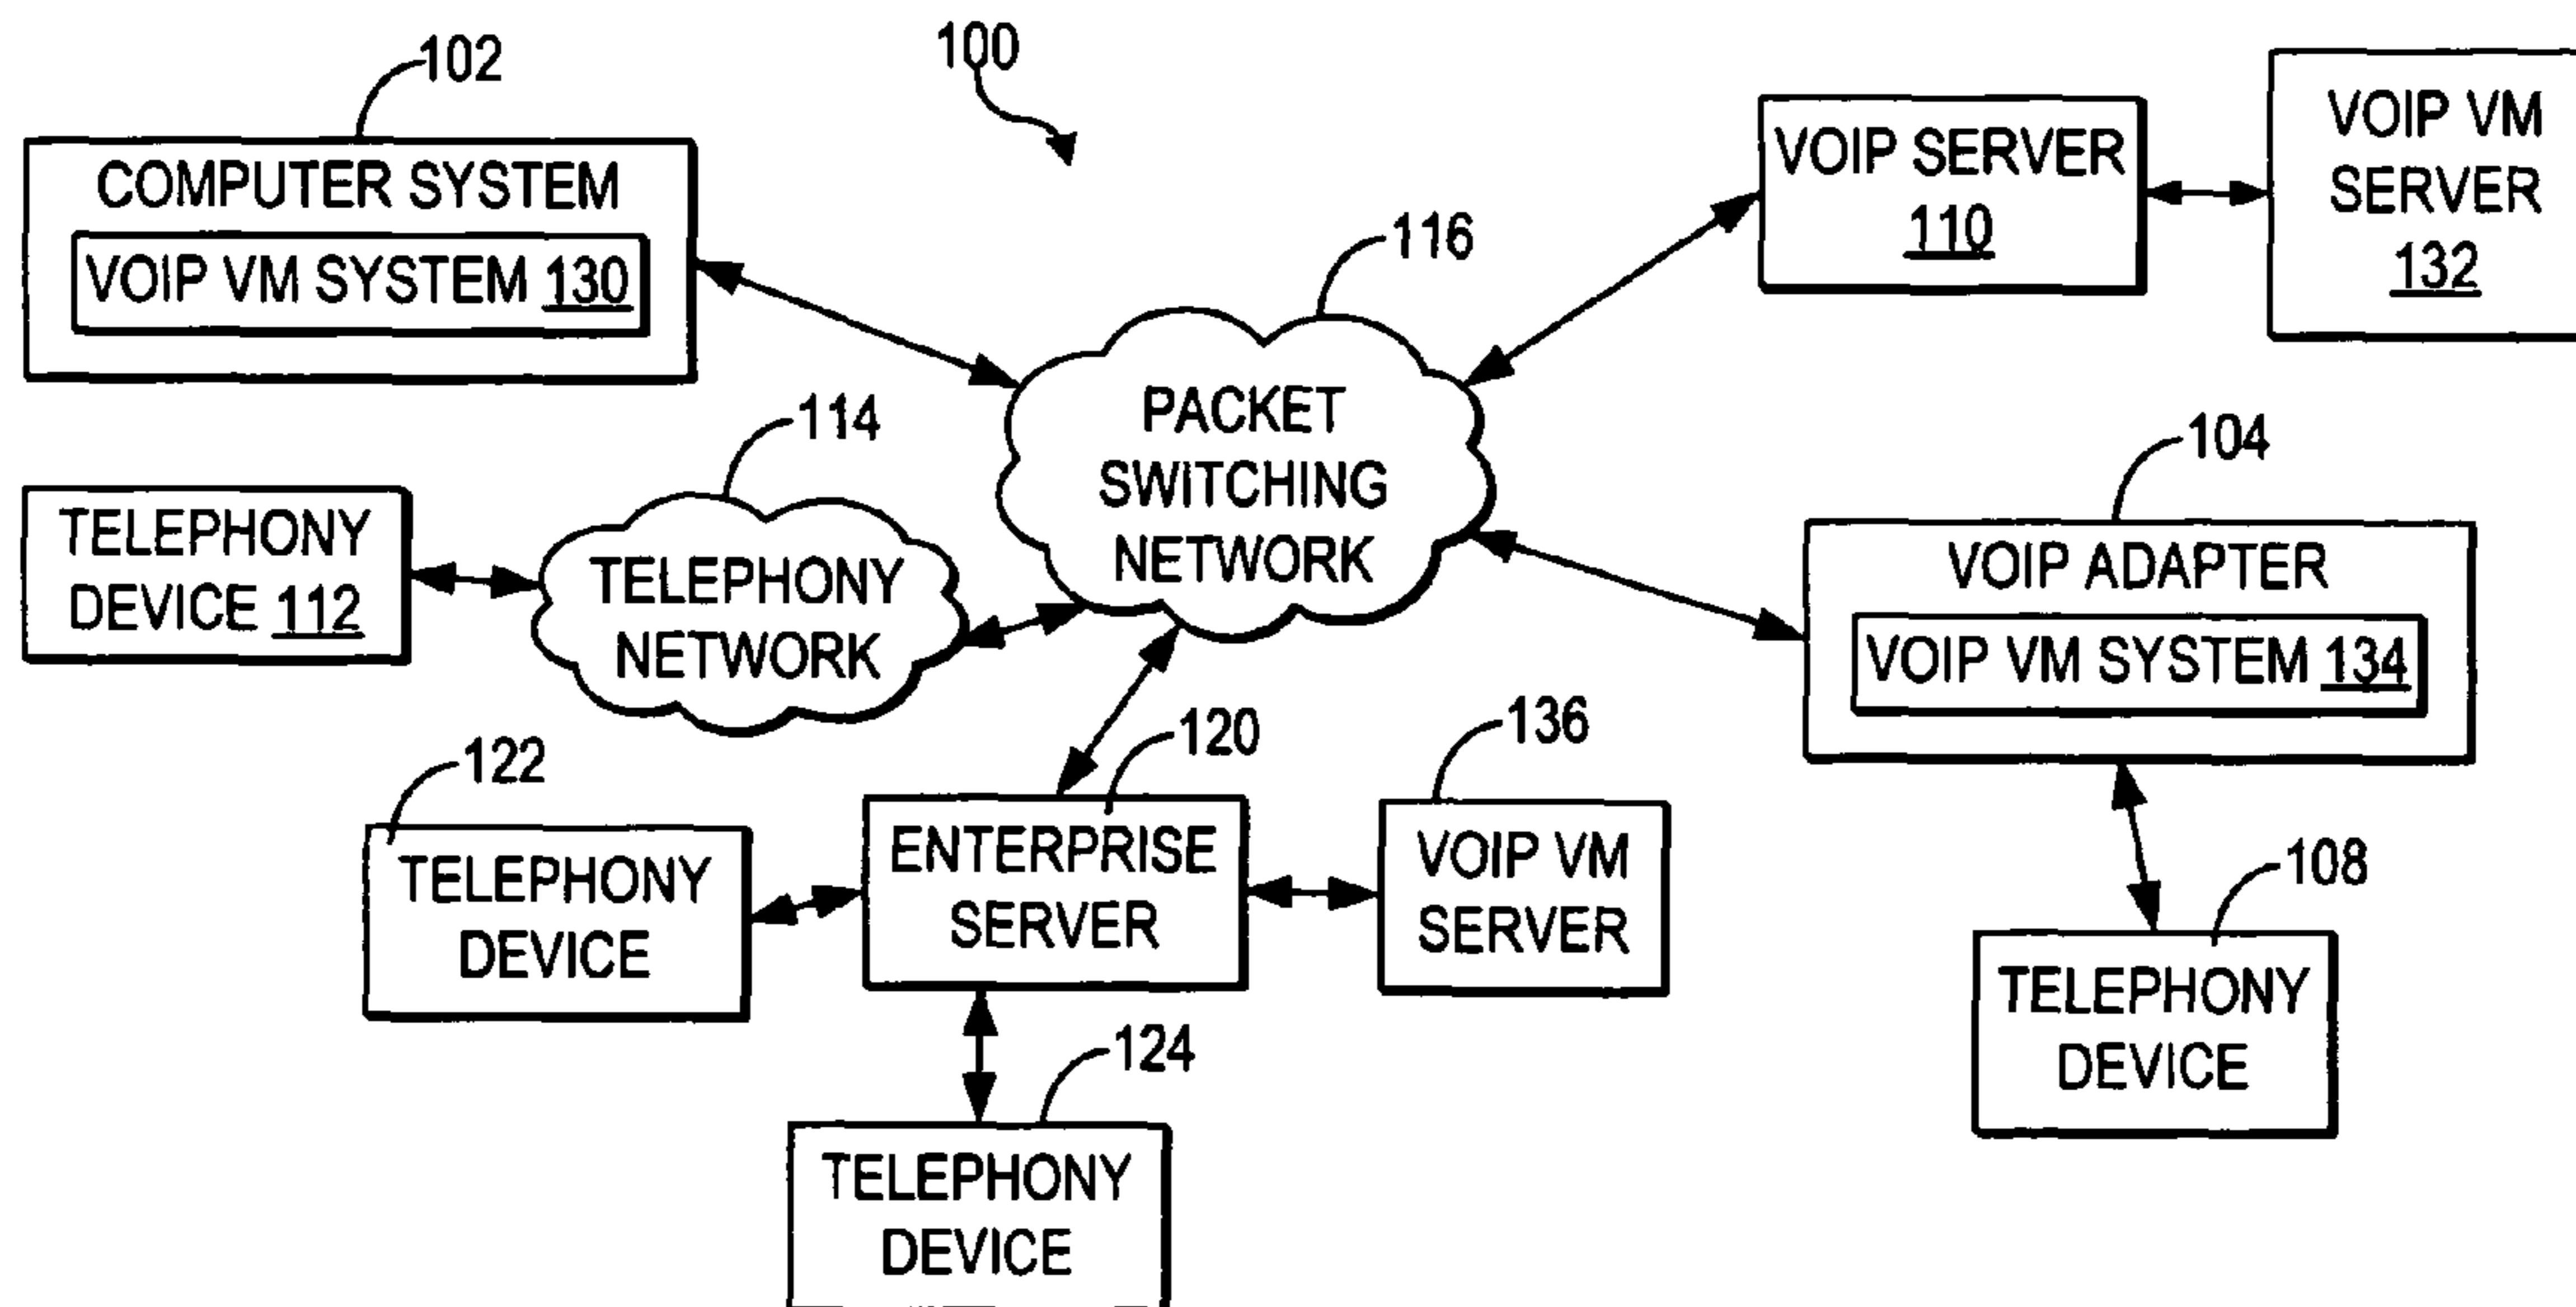 100
102
COMPUTER SYSTEM
VOIP VM SYSTEM 130
VOIP SERVER
110
VOIP VM
SERVER
132
116
PACKET
SWITCHING
NETWORK
114
TELEPHONY
NETWORK
TELEPHONY
DEVICE 112
104
VOIP ADAPTER
VOIP VM SYSTEM 134
122
TELEPHONY
DEVICE
120
ENTERPRISE
SERVER
136
VOIP VM
SERVER
108
TELEPHONY
DEVICE
124
TELEPHONY
DEVICE